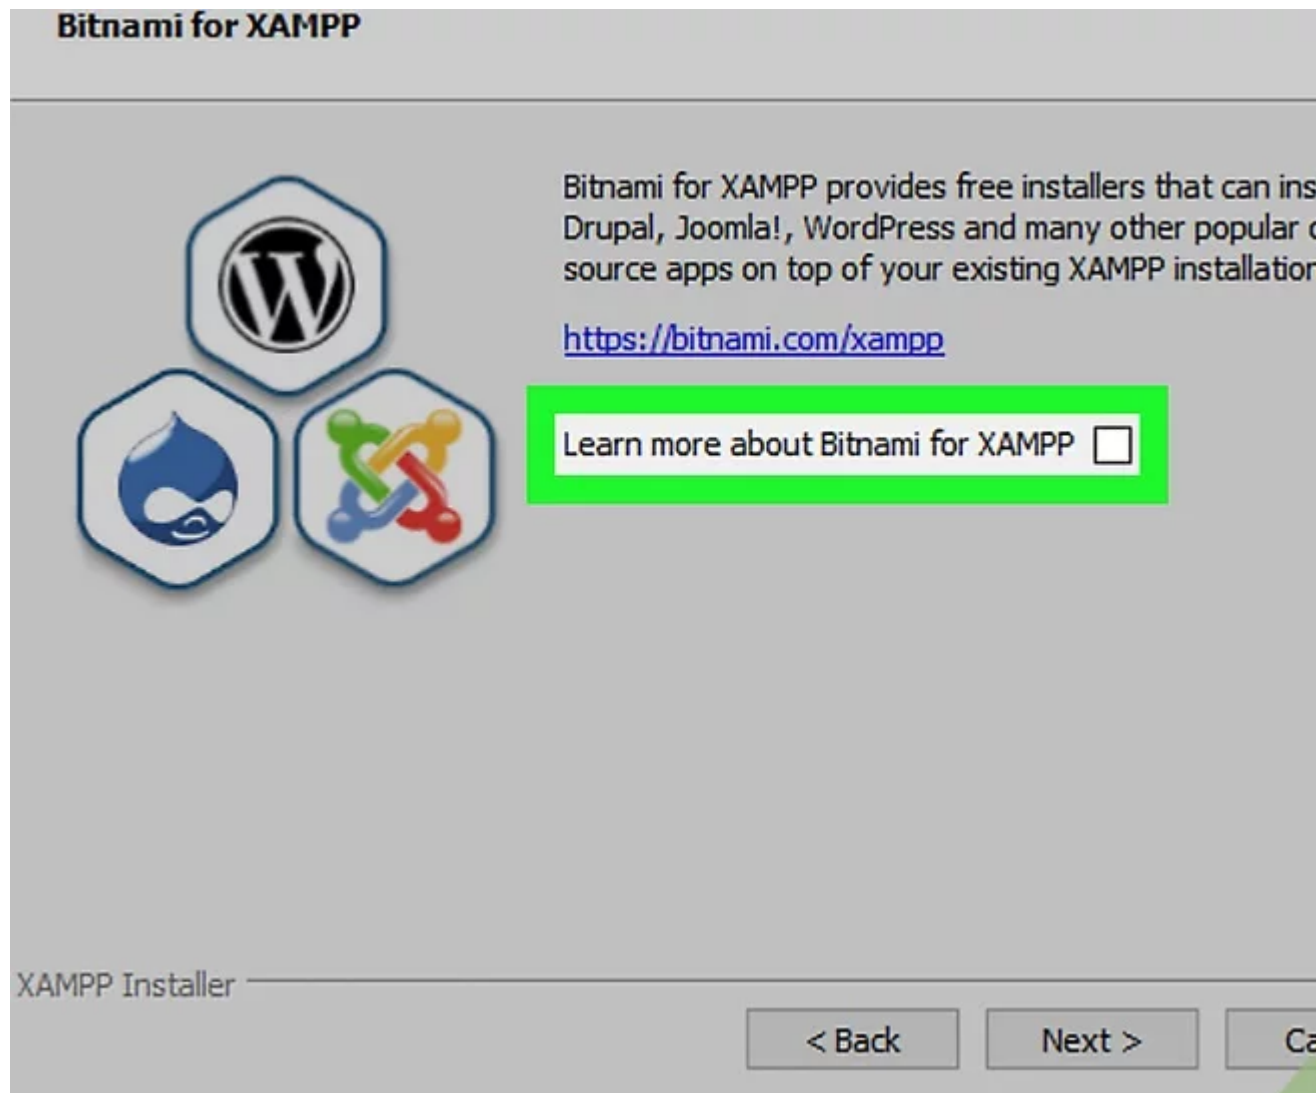 Bitnami for XAMPP
Bitnami for XAMPP provides free installers that can
Drupal, Joomla!, WordPress and many other popular
source apps on top of your existing XAMPP
https://bitnami.com/xampp
Learn more about Bitnami for XAMPP
XAMPP Installer
< Back
Next >